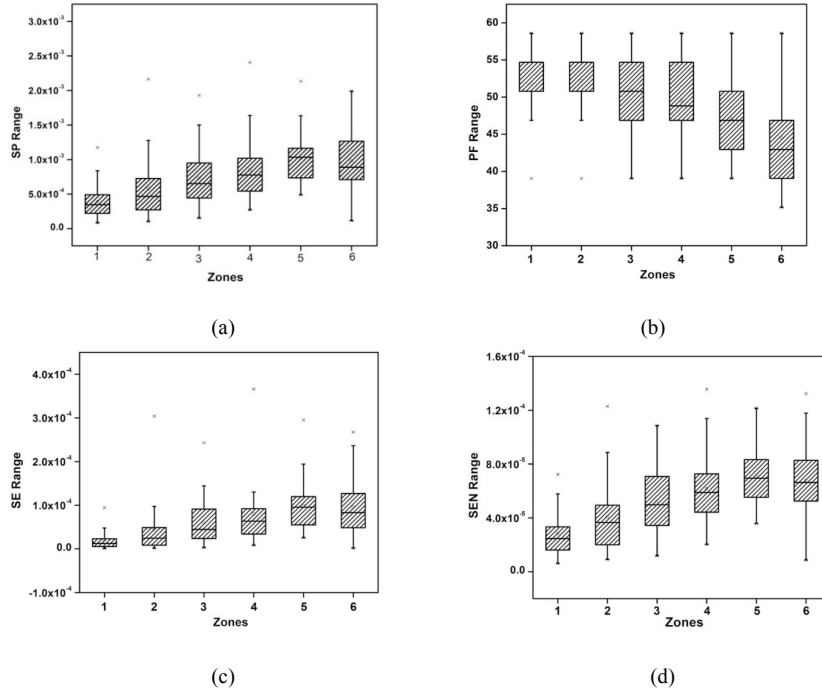 3.0x10⁻³
2.5x10⁻³
2.0x10⁻³
1.5x10⁻³
1.0x10⁻³
5.0x10⁻⁴
0.0
SP Range
1 2 3 4 5 6
Zones
(a)
60
55
50
45
40
35
30
PF Range
1 2 3 4 5 6
Zones
(b)
4.0x10⁻⁴
3.0x10⁻⁴
2.0x10⁻⁴
1.0x10⁻⁴
0.0
-1.0x10⁻⁴
SE Range
1 2 3 4 5 6
Zones
(c)
1.6x10⁻⁴
1.2x10⁻⁴
8.0x10⁻⁵
4.0x10⁻⁵
0.0
SEN Range
1 2 3 4 5 6
Zones
(d)